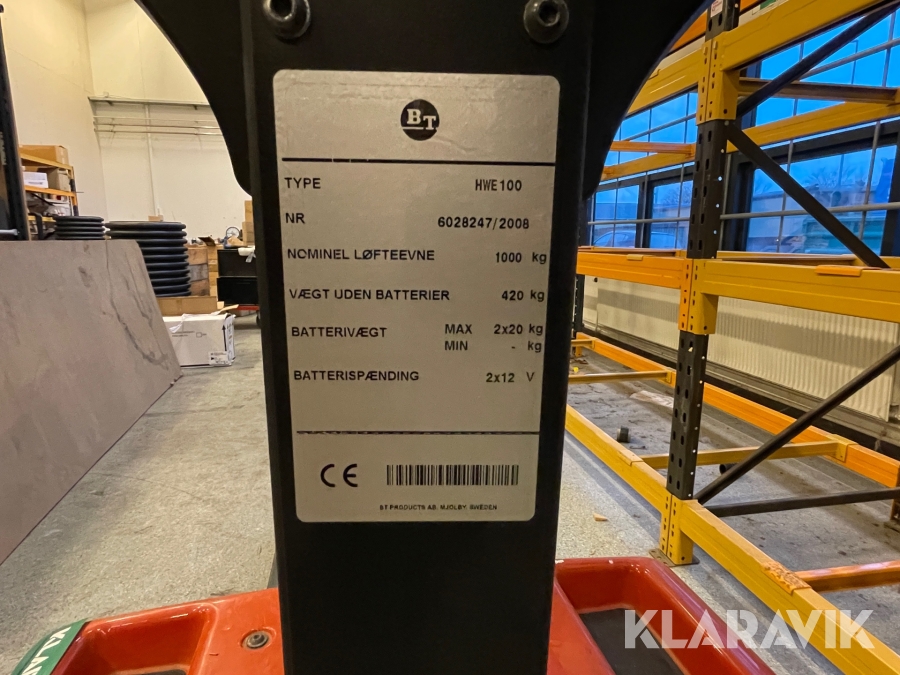 BT
TYPE HWE100
NR 6028247/2008
NOMINEL LØFTEEVNE 1000 kg
VÆGT UDEN BATTERIER 420 kg
BATTERIVÆGT MAX 2x20 kg
MIN - kg
BATTERISPÆNDING 2x12 V
CE
BT PRODUCTS AB, MJÖLBY, SWEDEN
KLARAVIK